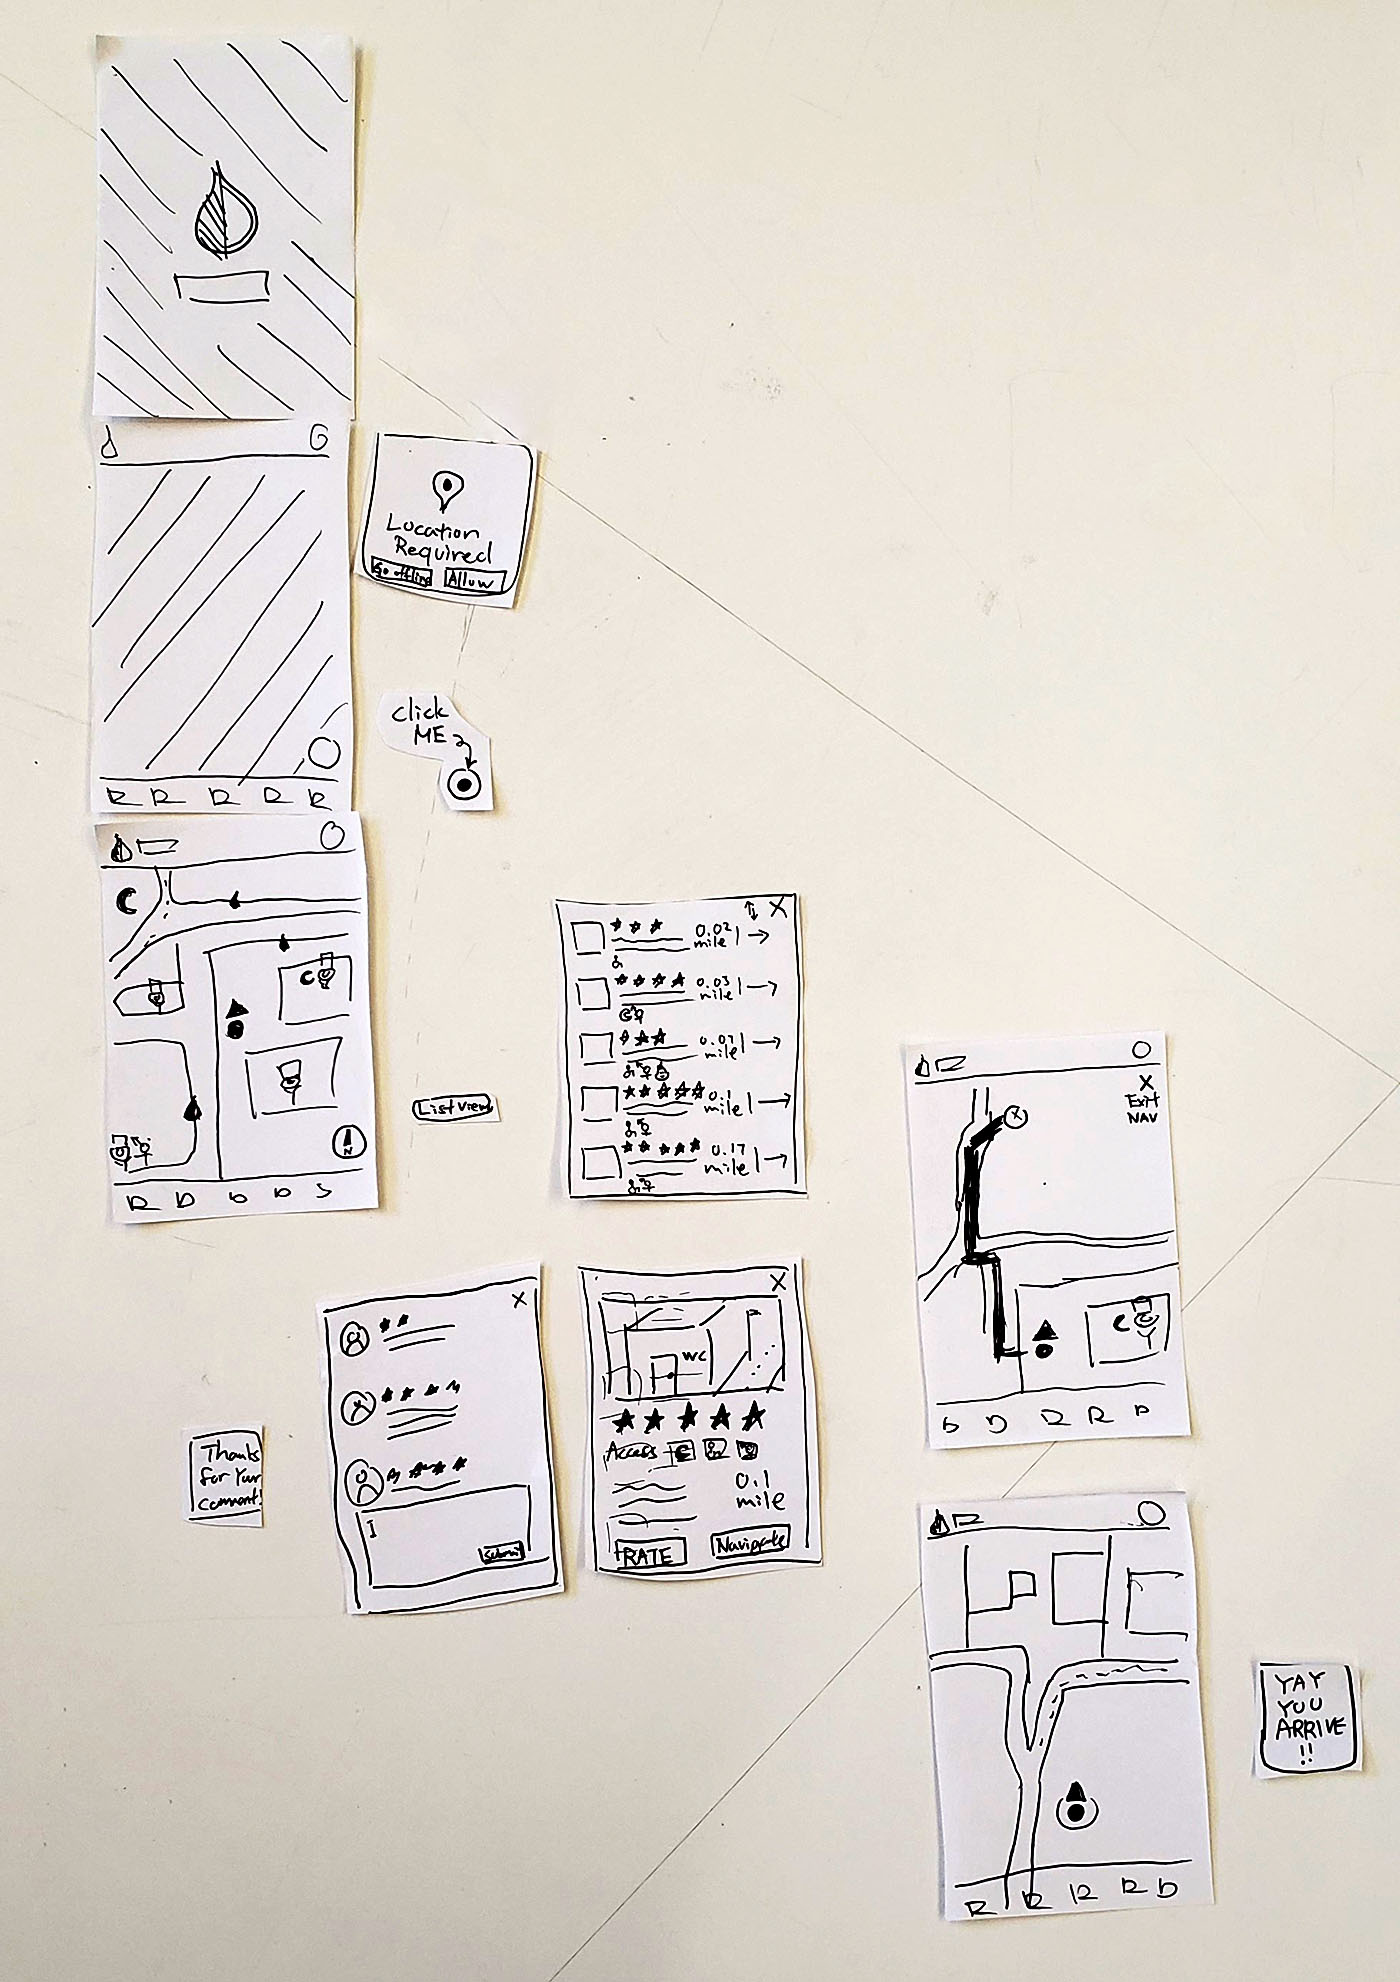 Location
Required
Go offline
Allow
click
ME
List View
0.02
mile
0.03
mile
0.07
mile
0.1
mile
0.17
mile
X
Exit
NAV
N
X
WC
Access
0.1
mile
RATE
Navigate
X
Submit
Thanks
for Your
comment!
YAY
YOU
ARRIVE
!!